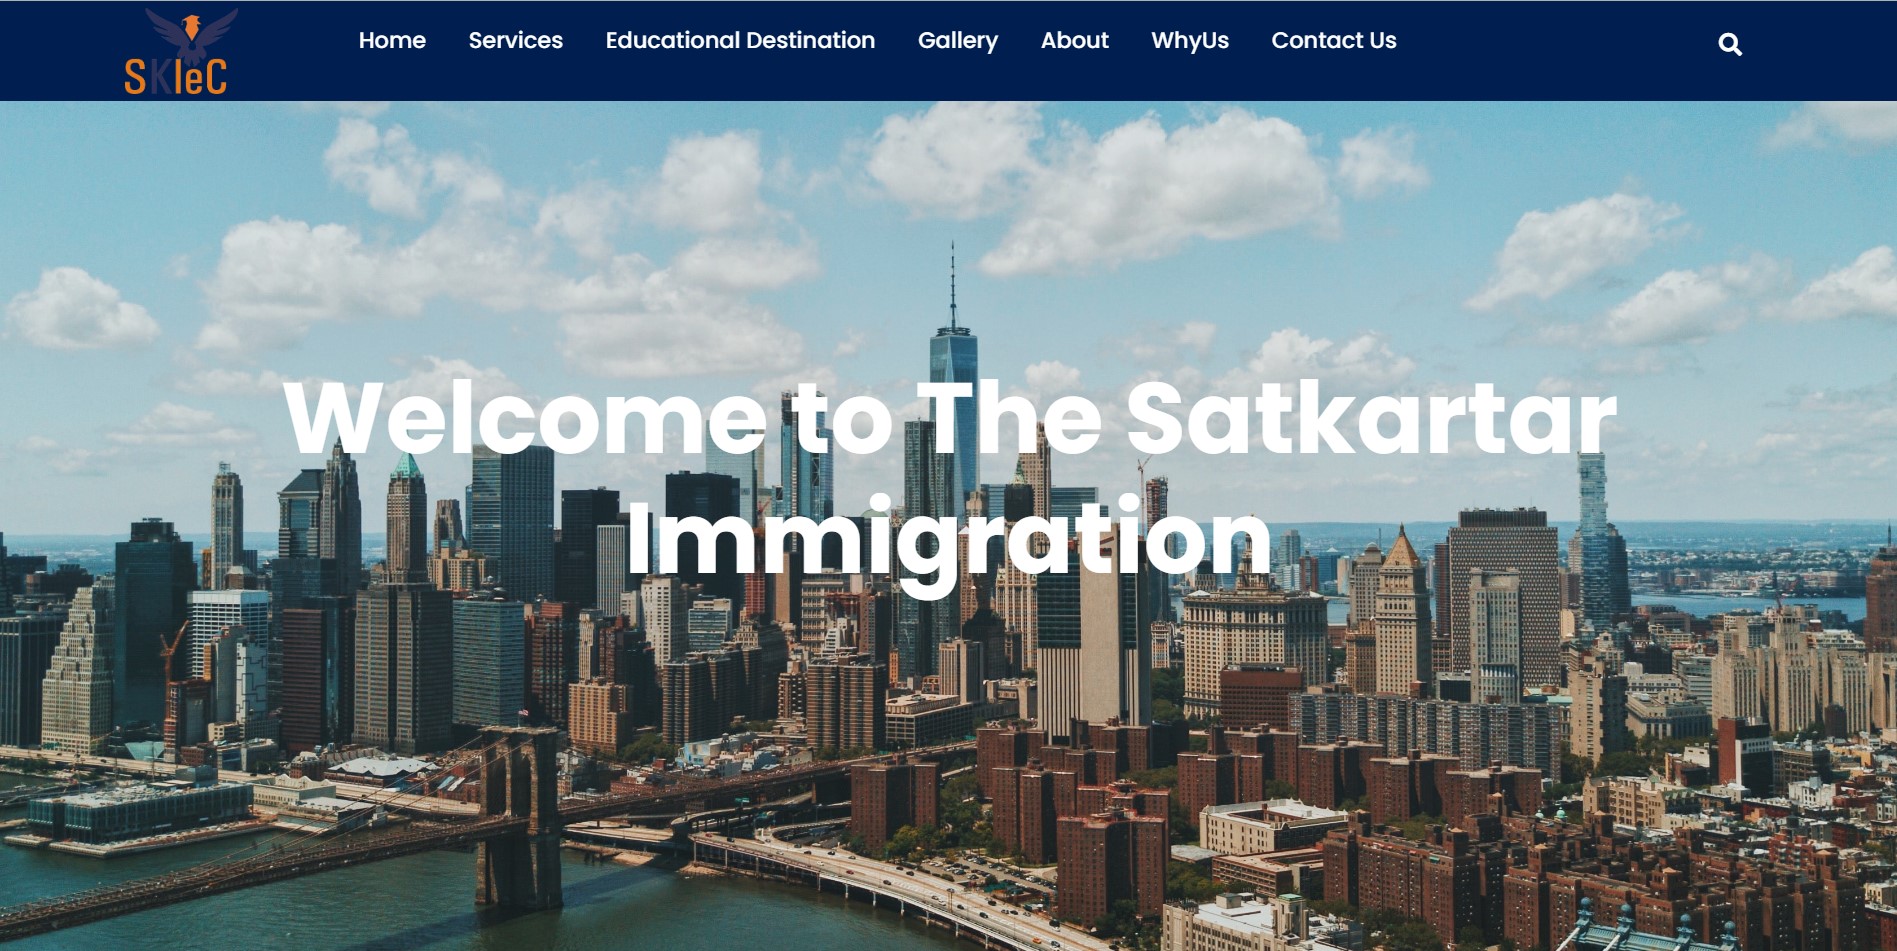 SKIeC
Home Services Educational Destination Gallery About WhyUs Contact Us
Welcome to The Satkartar
Immigration